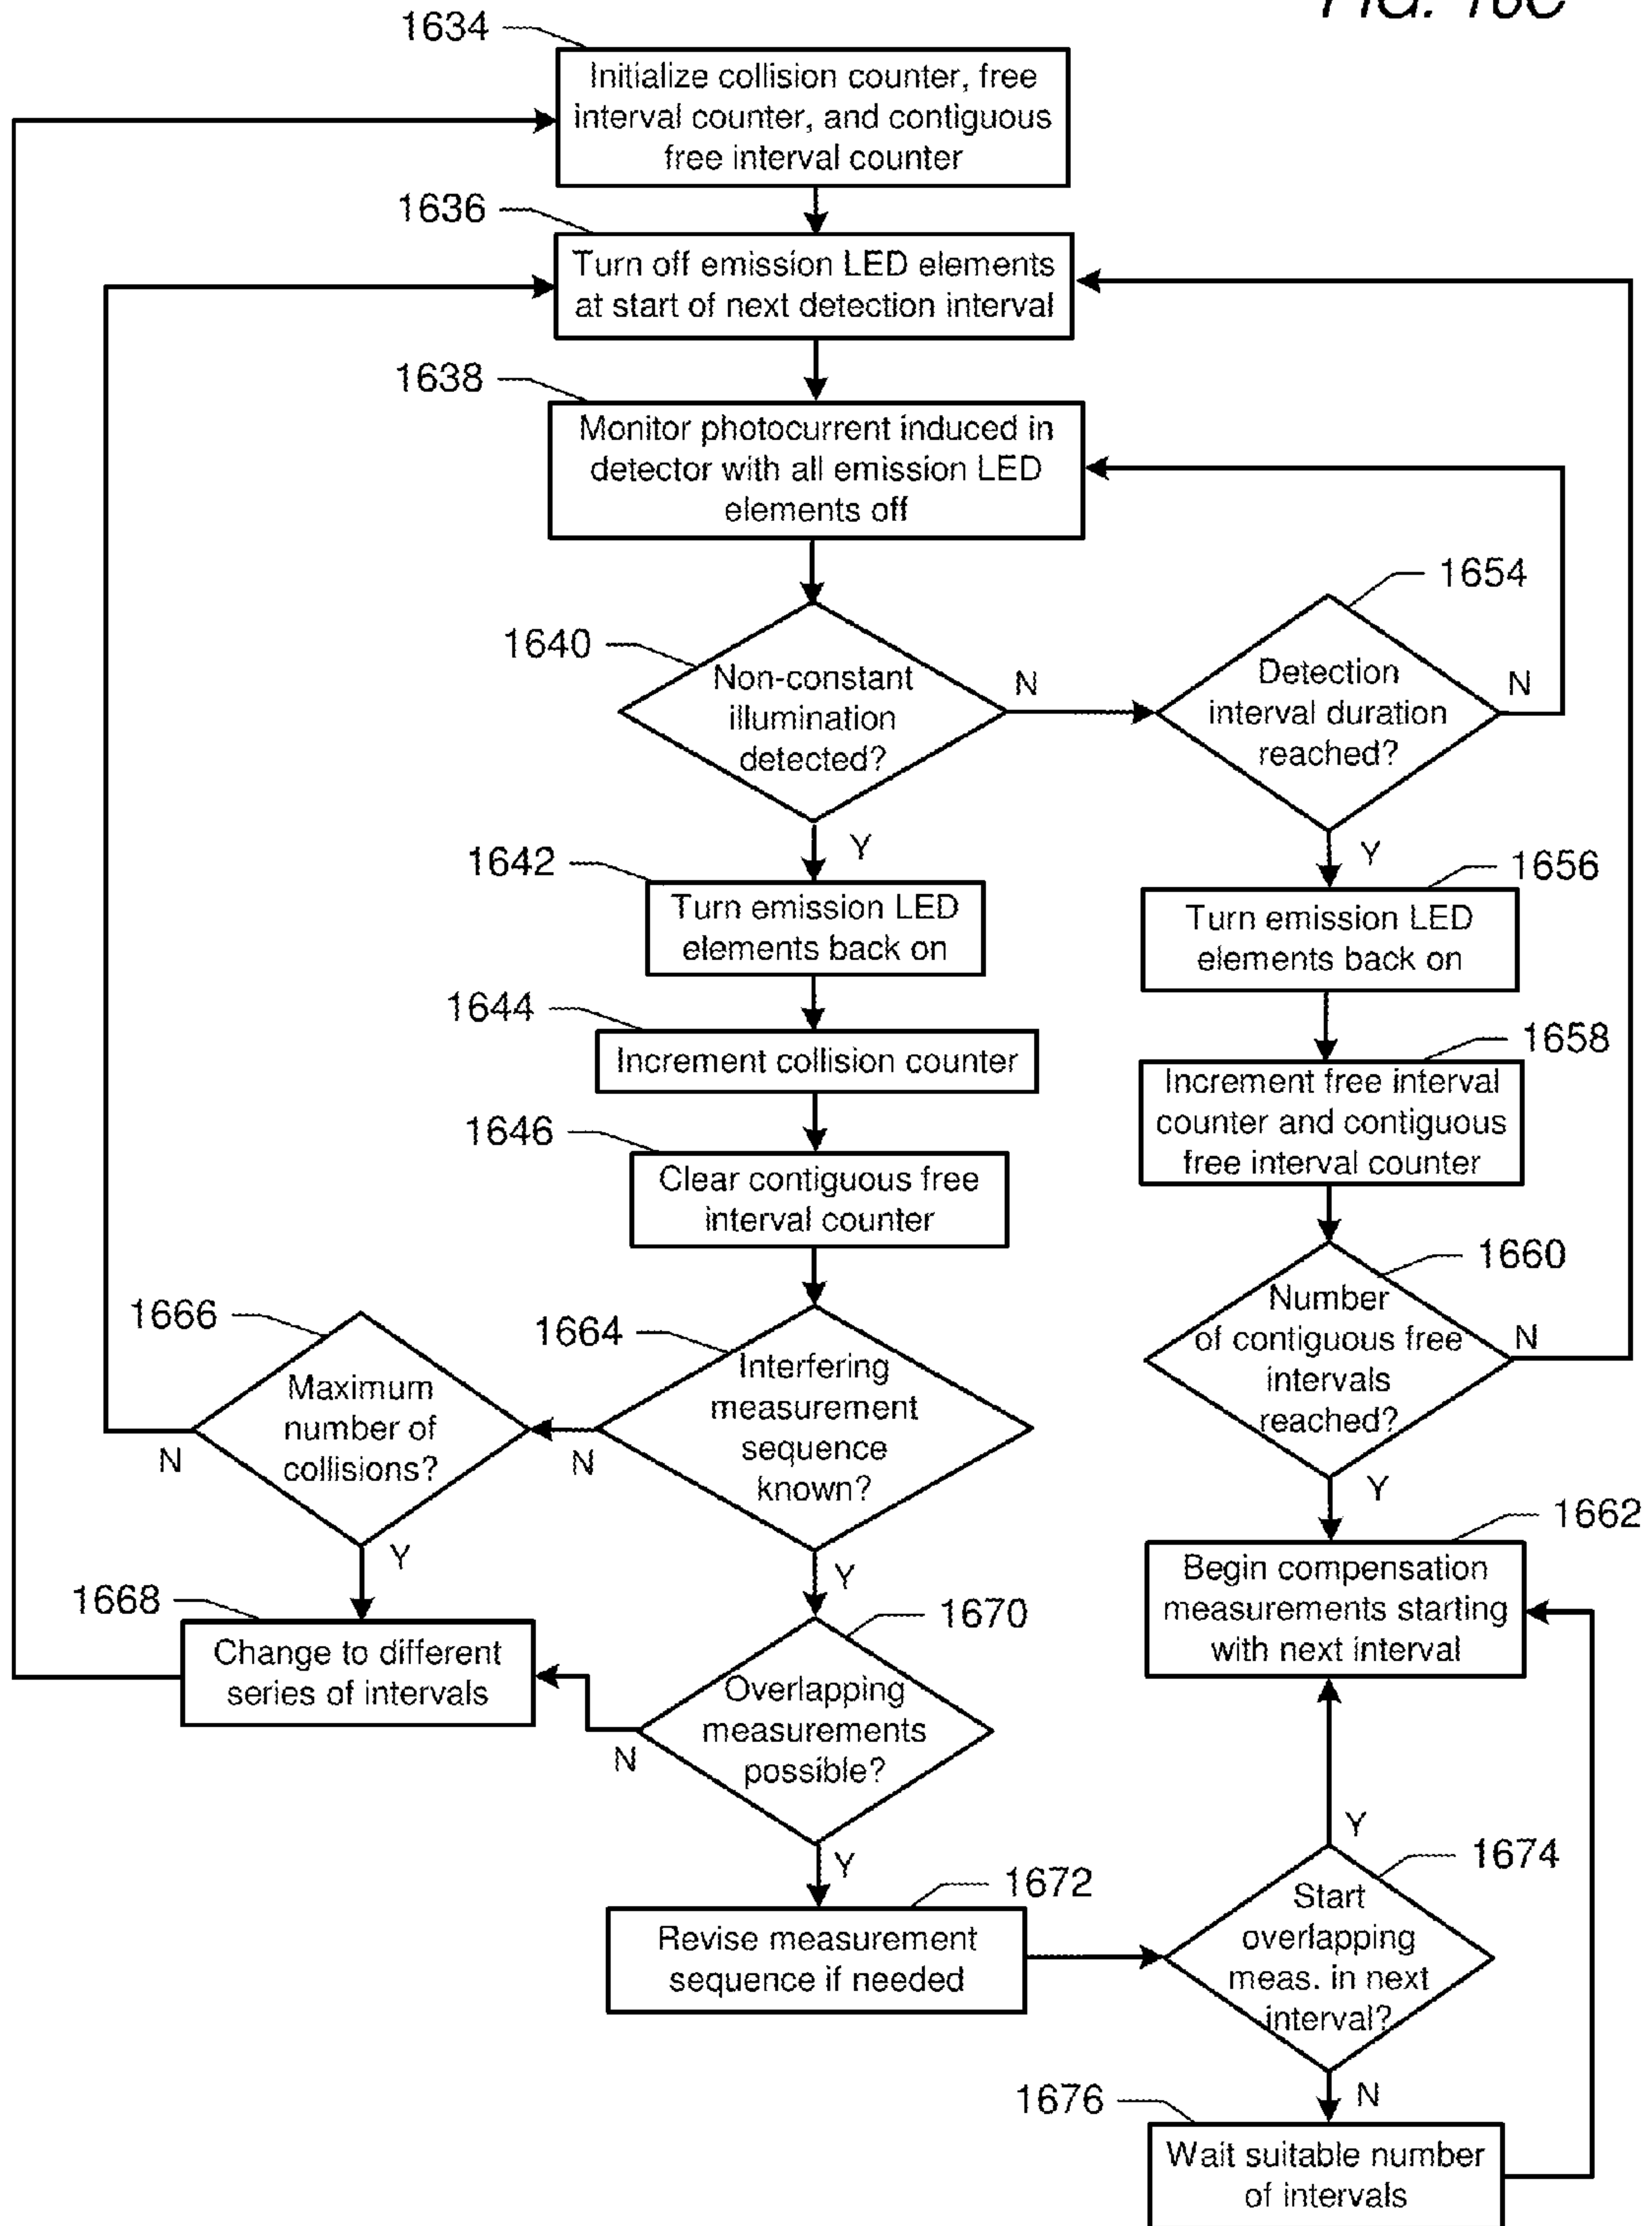 FIG. 16C
1634
Initialize collision counter, free
interval counter, and contiguous
free interval counter
1636
Turn off emission LED elements
at start of next detection interval
1638
Monitor photocurrent induced in
detector with all emission LED
elements off
1654
1640
Non-constant
illumination
detected?
N
Detection
interval duration
reached?
N
Y
1642
Turn emission LED
elements back on
Y
1656
Turn emission LED
elements back on
1644
Increment collision counter
1658
Increment free interval
counter and contiguous
free interval counter
1646
Clear contiguous free
interval counter
1660
Number
of contiguous free
intervals
reached?
N
Y
1666
Maximum
number of
collisions?
N
Y
1664
Interfering
measurement
sequence
known?
N
Y
1662
Begin compensation
measurements starting
with next interval
1668
Change to different
series of intervals
1670
Overlapping
measurements
possible?
N
Y
1672
Revise measurement
sequence if needed
Y
1674
Start
overlapping
meas. in next
interval?
N
1676
Wait suitable number
of intervals